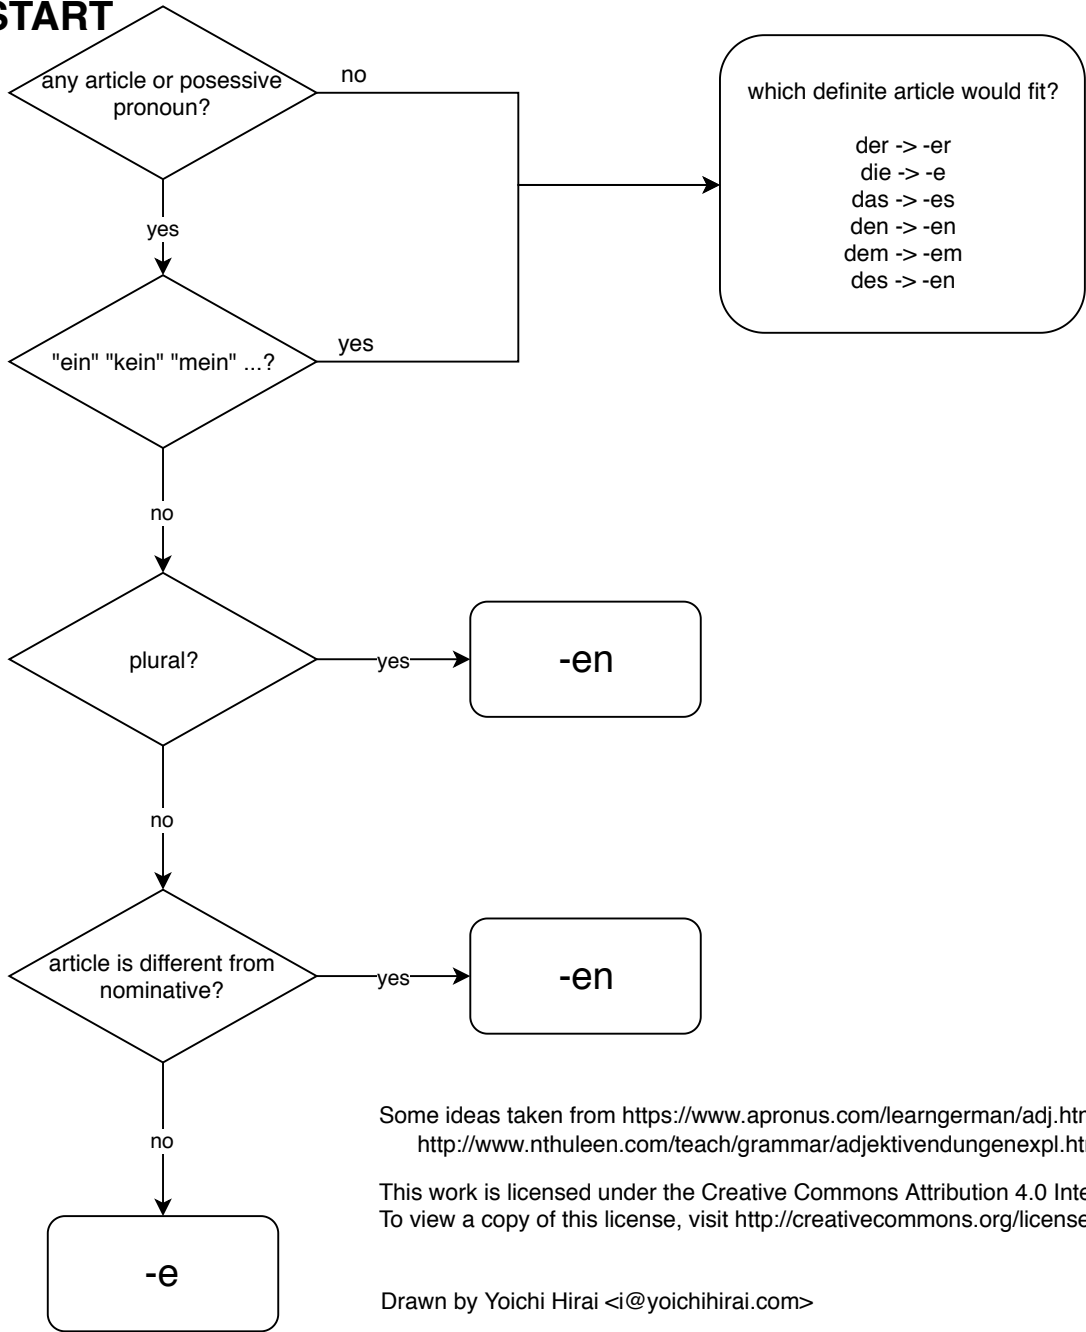 START
any article or posessive
pronoun?
no
which definite article would fit?
der -> -er
die -> -e
das -> -es
den -> -en
dem -> -em
des -> -en
yes
"ein" "kein" "mein" ...?
yes
no
plural?
yes
-en
no
article is different from
nominative?
yes
-en
no
-e
Some ideas taken from https://www.apronus.com/learngerman/adj.htm
http://www.nthuleen.com/teach/grammar/adjektivendungenexpl.ht
This work is licensed under the Creative Commons Attribution 4.0 Inte
To view a copy of this license, visit http://creativecommons.org/license
Drawn by Yoichi Hirai <i@yoichihirai.com>